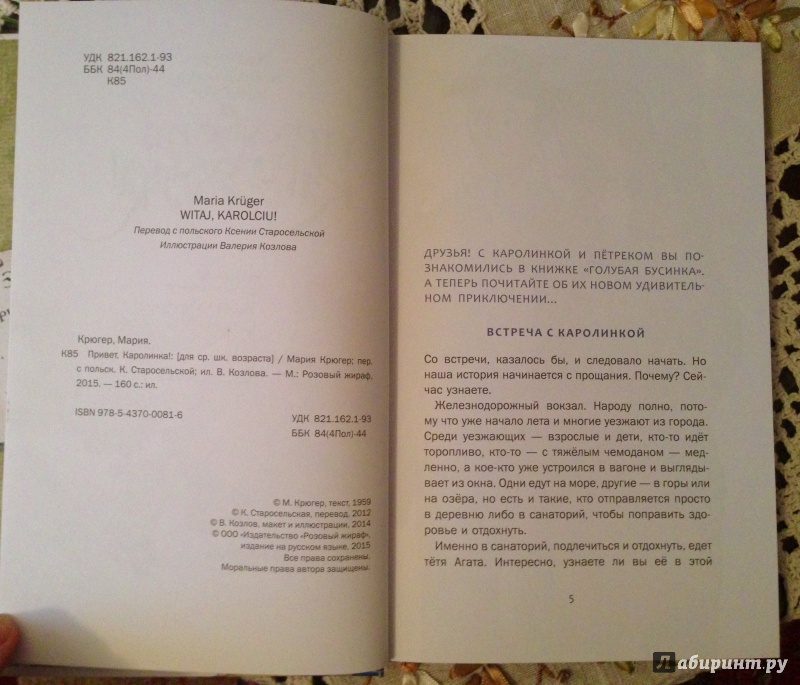 УДК 821.162.1-93
ББК 84(4Пол)-44
К85
Maria Krüger
WITAJ, KAROLCIU!
Перевод с польского Ксении Старосельской
Иллюстрации Валерия Козлова
Крюгер, Мария.
К85 Привет, Каролинка!: [для ср. шк. возраста] / Мария Крюгер; пер.
с польск. К. Старосельской; ил. В. Козлова. — М.: Розовый жираф,
2015. — 160 с.: ил.
ISBN 978-5-4370-0081-6
УДК 821.162.1-93
ББК 84(4Пол)-44
© М. Крюгер, текст, 1959
© К. Старосельская, перевод, 2012
© В. Козлов, макет и иллюстрации, 2014
© ООО «Издательство «Розовый жираф»,
издание на русском языке, 2015
Все права сохранены.
Моральные права автора защищены.
ДРУЗЬЯ! С КАРОЛИНКОЙ И ПЁТРЕКОМ ВЫ ПО-
ЗНАКОМИЛИСЬ В КНИЖКЕ «ГОЛУБАЯ БУСИНКА».
А ТЕПЕРЬ ПОЧИТАЙТЕ ОБ ИХ НОВОМ УДИВИТЕЛЬ-
НОМ ПРИКЛЮЧЕНИИ...
ВСТРЕЧА С КАРОЛИНКОЙ
Со встречи, казалось бы, и следовало начать. Но
наша история начинается с прощания. Почему? Сей-
час узнаете.
Железнодорожный вокзал. Народу полно, пото-
му что уже начало лета и многие уезжают из города.
Среди уезжающих — взрослые и дети, кто-то идёт
торопливо, кто-то — с тяжёлым чемоданом — мед-
ленно, а кое-кто уже устроился в вагоне и выгляды-
вает из окна. Одни едут на море, другие — в горы или
на озёра, но есть и такие, кто отправляется просто
в деревню либо в санаторий, чтобы поправить здо-
ровье и отдохнуть.
Именно в санаторий, подлечиться и отдохнуть, едет
тётя Агата. Интересно, узнаете ли вы её в этой
5
Лабиринт.ру